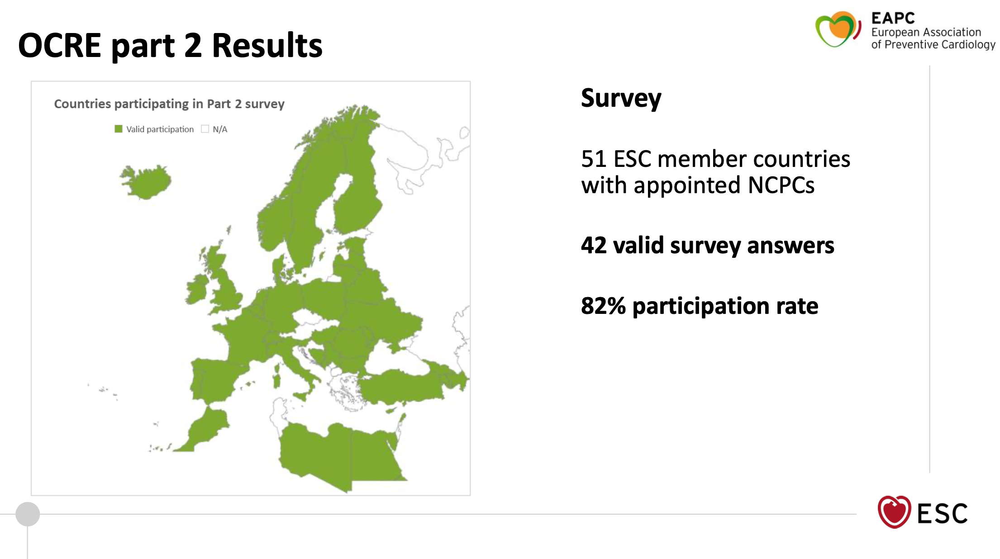 OCRE part 2 Results
EAPC
European Association
of Preventive Cardiology
Countries participating in Part 2 survey
Valid participation N/A
Survey
51 ESC member countries
with appointed NCPCs
42 valid survey answers
82% participation rate
ESC